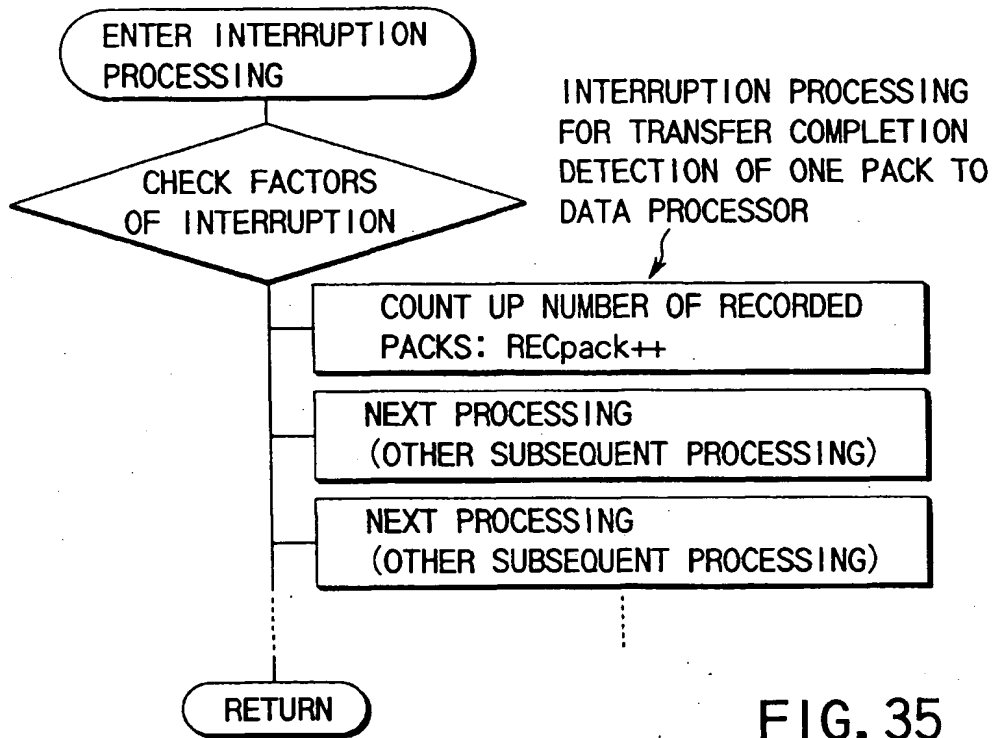 ENTER INTERRUPTION
PROCESSING
INTERRUPTION PROCESSING
FOR TRANSFER COMPLETION
DETECTION OF ONE PACK TO
DATA PROCESSOR
CHECK FACTORS
OF INTERRUPTION
COUNT UP NUMBER OF RECORDED
PACKS: RECpack++
NEXT PROCESSING
(OTHER SUBSEQUENT PROCESSING)
NEXT PROCESSING
(OTHER SUBSEQUENT PROCESSING)
RETURN
FIG. 35